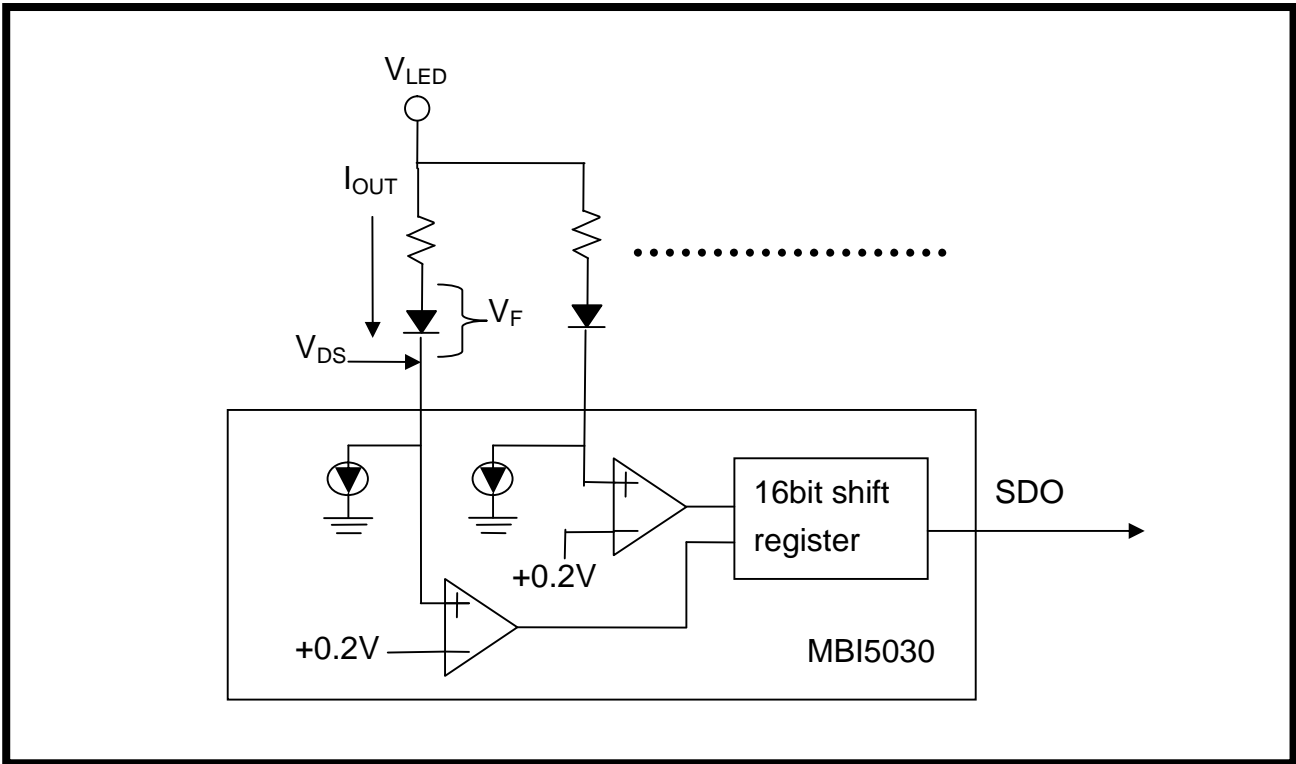 VLED
IOUT
VF
VDS
16bit shift
register
SDO
+0.2V
+0.2V
MBI5030